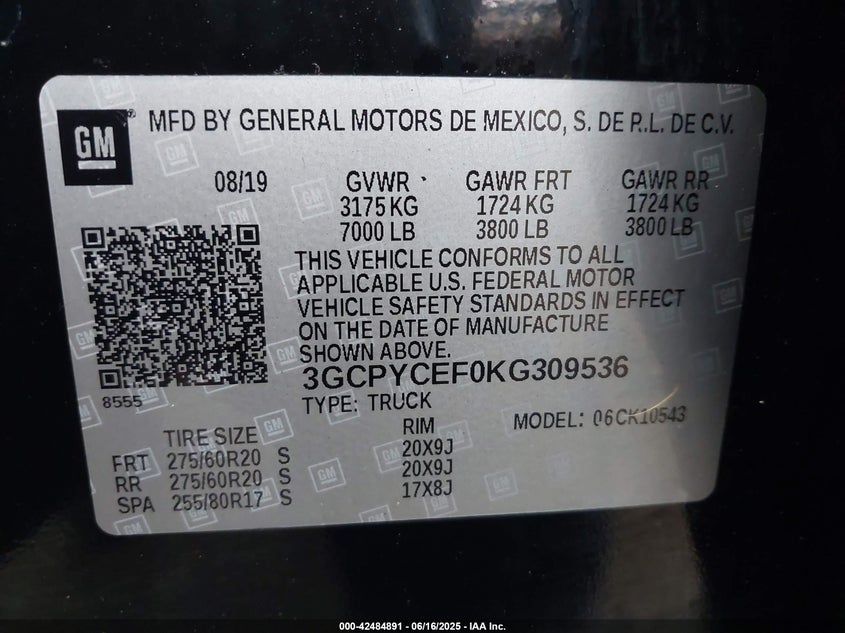 GM
MFD BY GENERAL MOTORS DE MEXICO, S. DE R.L. DE C.V.
08/19 GVWR GAWR FRT GAWR RR
3175 KG 1724 KG 1724 KG
7000 LB 3800 LB 3800 LB
THIS VEHICLE CONFORMS TO ALL
APPLICABLE U.S. FEDERAL MOTOR
VEHICLE SAFETY STANDARDS IN EFFECT
ON THE DATE OF MANUFACTURE
SHOWN ABOVE.
3GCPYCEF0KG309536
8555
TYPE: TRUCK
MODEL: 06CK10543
TIRE SIZE RIM
FRT 275/60R20 S 20X9J
RR 275/60R20 S 20X9J
SPA 255/80R17 S 17X8J
000-42484891 - 06/16/2025 - IAA Inc.